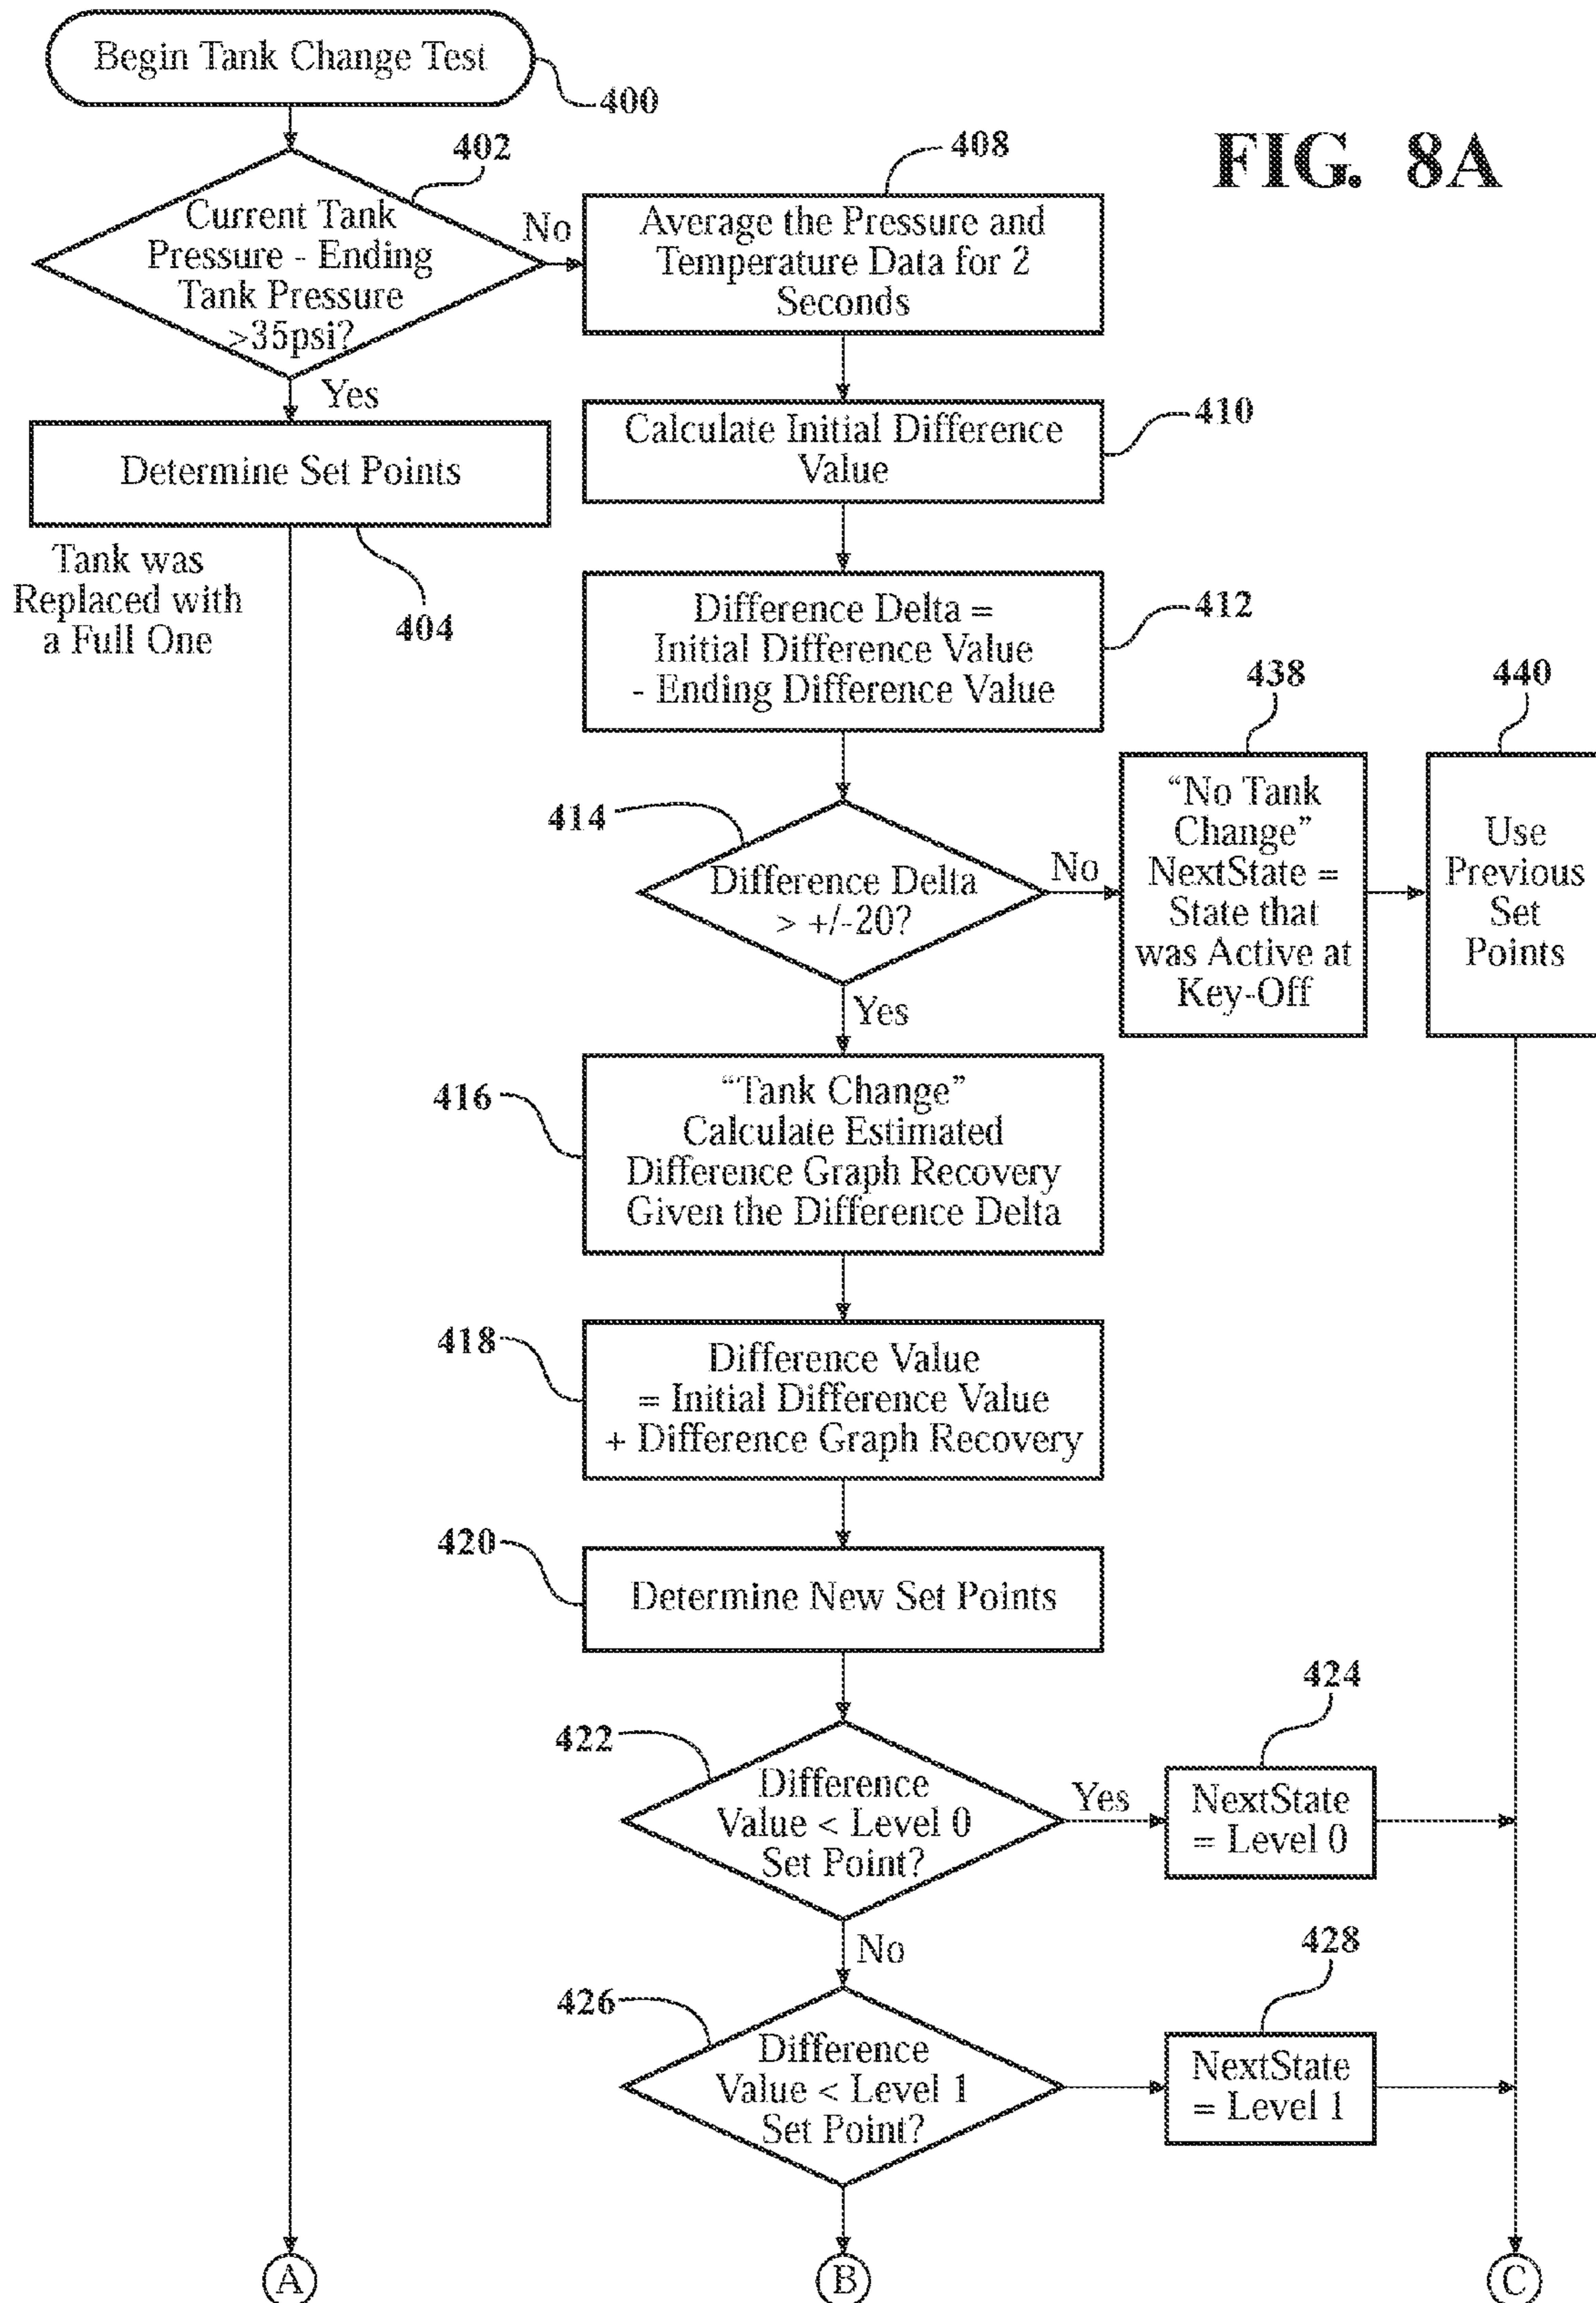 Begin Tank Change Test
400
FIG. 8A
402
Current Tank
Pressure - Ending
Tank Pressure
>35psi?
No
Yes
408
Average the Pressure and
Temperature Data for 2
Seconds
Determine Set Points
404
Tank was
Replaced with
a Full One
410
Calculate Initial Difference
Value
412
Difference Delta =
Initial Difference Value
- Ending Difference Value
414
Difference Delta
> +/-20?
No
Yes
438
"No Tank
Change"
NextState =
State that
was Active at
Key-Off
440
Use
Previous
Set
Points
416
"Tank Change"
Calculate Estimated
Difference Graph Recovery
Given the Difference Delta
418
Difference Value
= Initial Difference Value
+ Difference Graph Recovery
420
Determine New Set Points
422
Difference
Value < Level 0
Set Point?
Yes
No
424
NextState
= Level 0
426
Difference
Value < Level 1
Set Point?
428
NextState
= Level 1
A
B
C